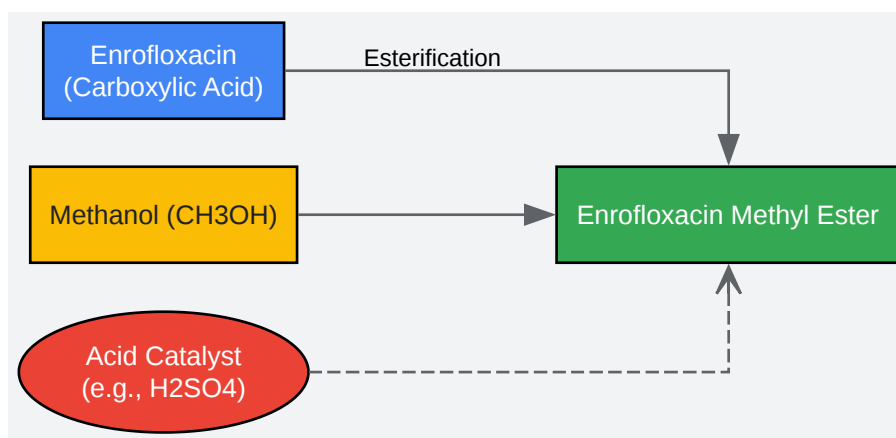 Enrofloxacin
(Carboxylic Acid)
Esterification
Methanol (CH3OH)
Enrofloxacin Methyl Ester
Acid Catalyst
(e.g., H2SO4)